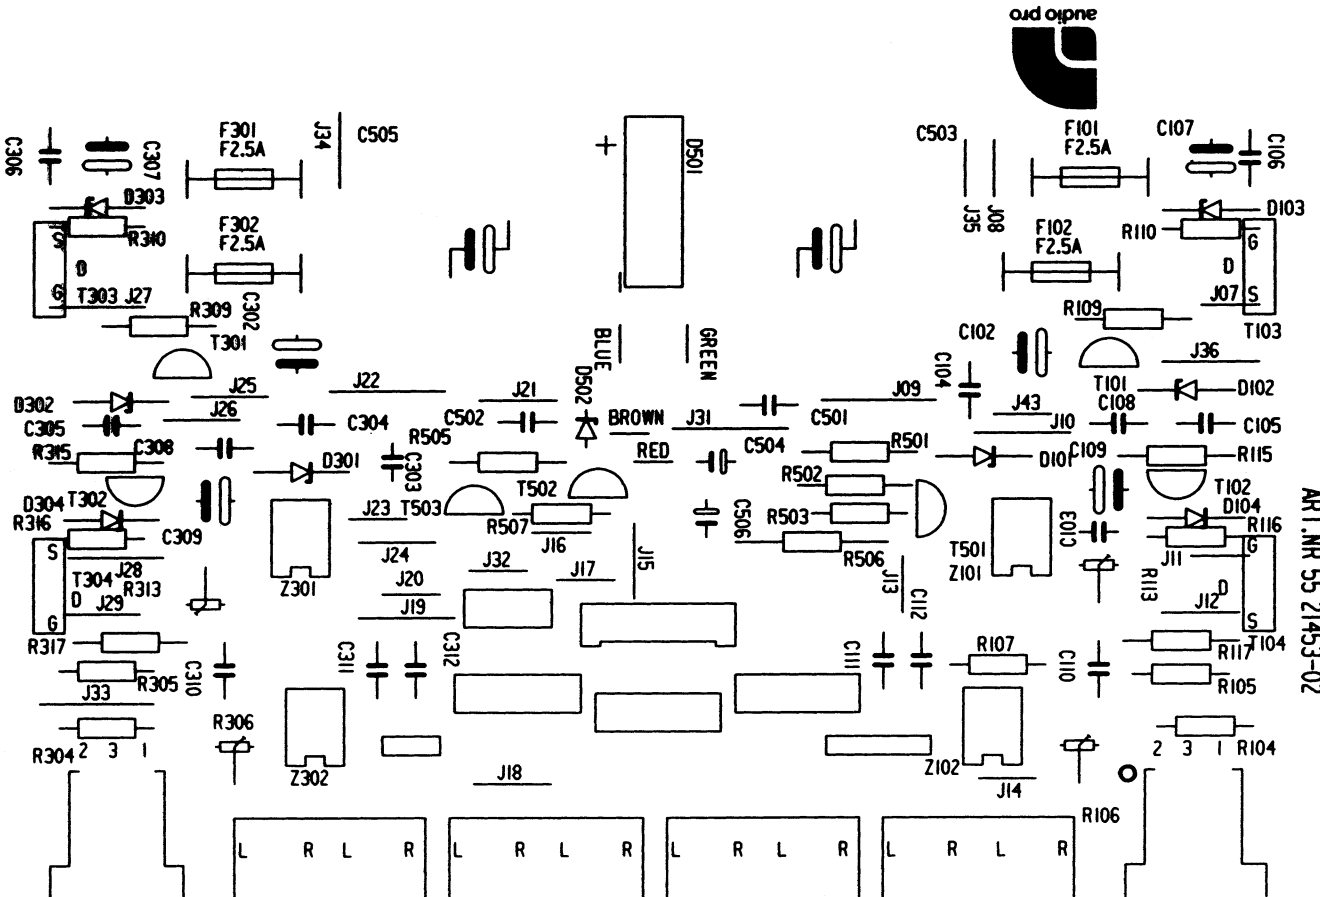 audio pro
C306
C307
F301
F2.5A
J34
C505
D501
+
C503
F101
F2.5A
C107
C106
D303
R310
S
D
G
T303
J27
F302
F2.5A
C302
J35
J08
F102
F2.5A
D103
R110
G
D
J07
S
T103
R309
T301
BLUE
GREEN
C102
R109
J36
D302
J25
J22
J21
D502
J09
C104
T101
D102
C305
J26
C304
C502
BROWN
J31
C501
J43
C108
J10
C105
R315
C308
D301
C303
R505
RED
C504
R501
D101
C109
R115
D304
T302
R316
C309
J23
T503
T502
R507
J16
C506
R502
R503
R506
T501
Z101
C103
T102
D104
R116
S
J28
T304
R313
D
J29
G
Z301
J24
J20
J19
J32
J17
J15
J13
C112
R113
J11
G
D
J12
S
T104
ART.NR 55 21453-02
R317
R305
C310
C311
C312
C111
R107
C110
R117
R105
J33
R306
R304
2 3 1
Z302
J18
Z102
J14
2 3 1
R104
R106
L R L R
L R L R
L R L R
L R L R